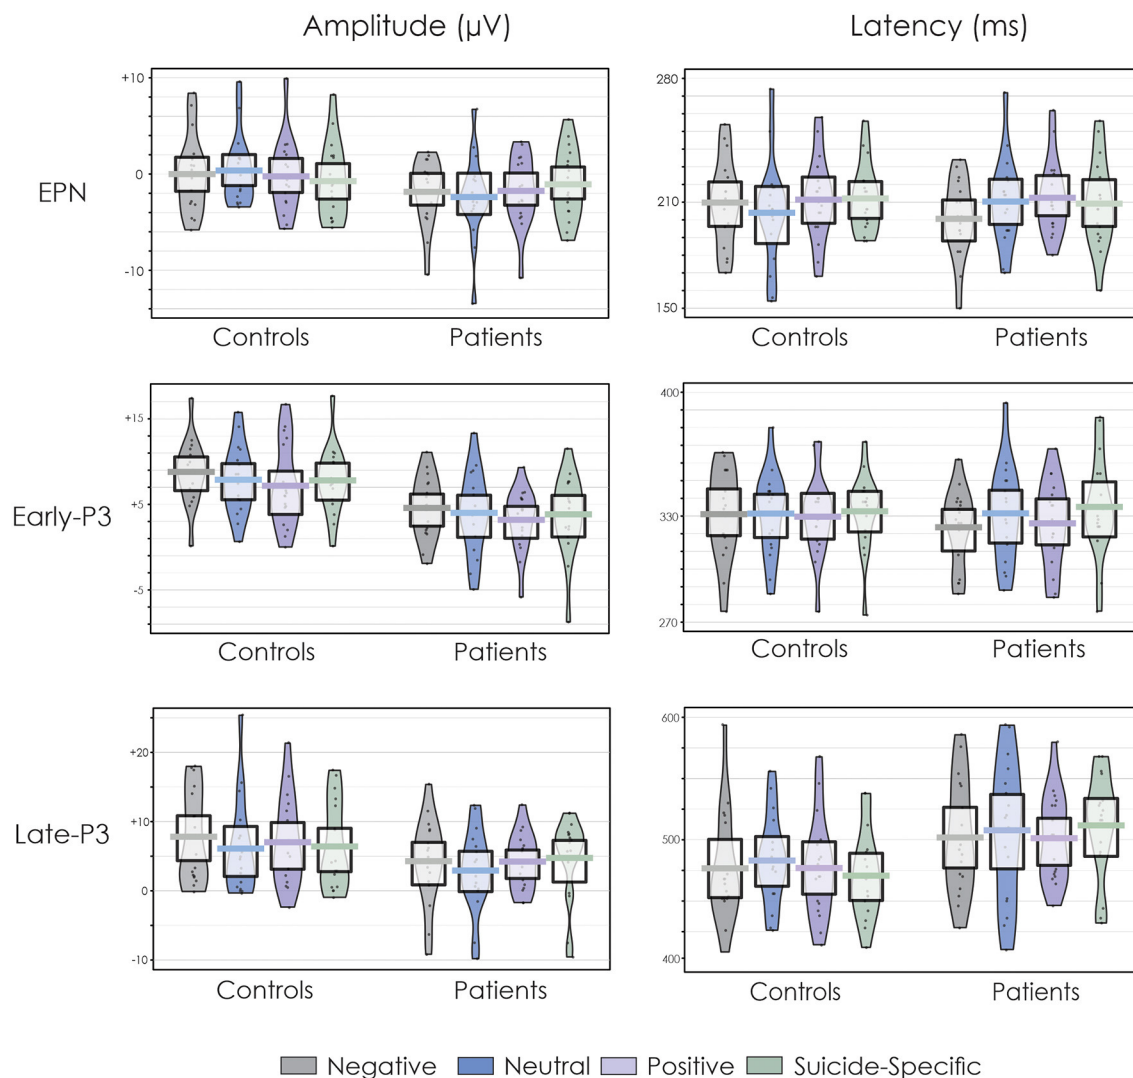 Amplitude (µV) Latency (ms)
EPN
+10
0
-10
280
210
150
Controls Patients Controls Patients
Early-P3
+15
+5
-5
400
330
270
Controls Patients Controls Patients
Late-P3
+20
+10
0
-10
600
500
400
Controls Patients Controls Patients
Negative Neutral Positive Suicide-Specific